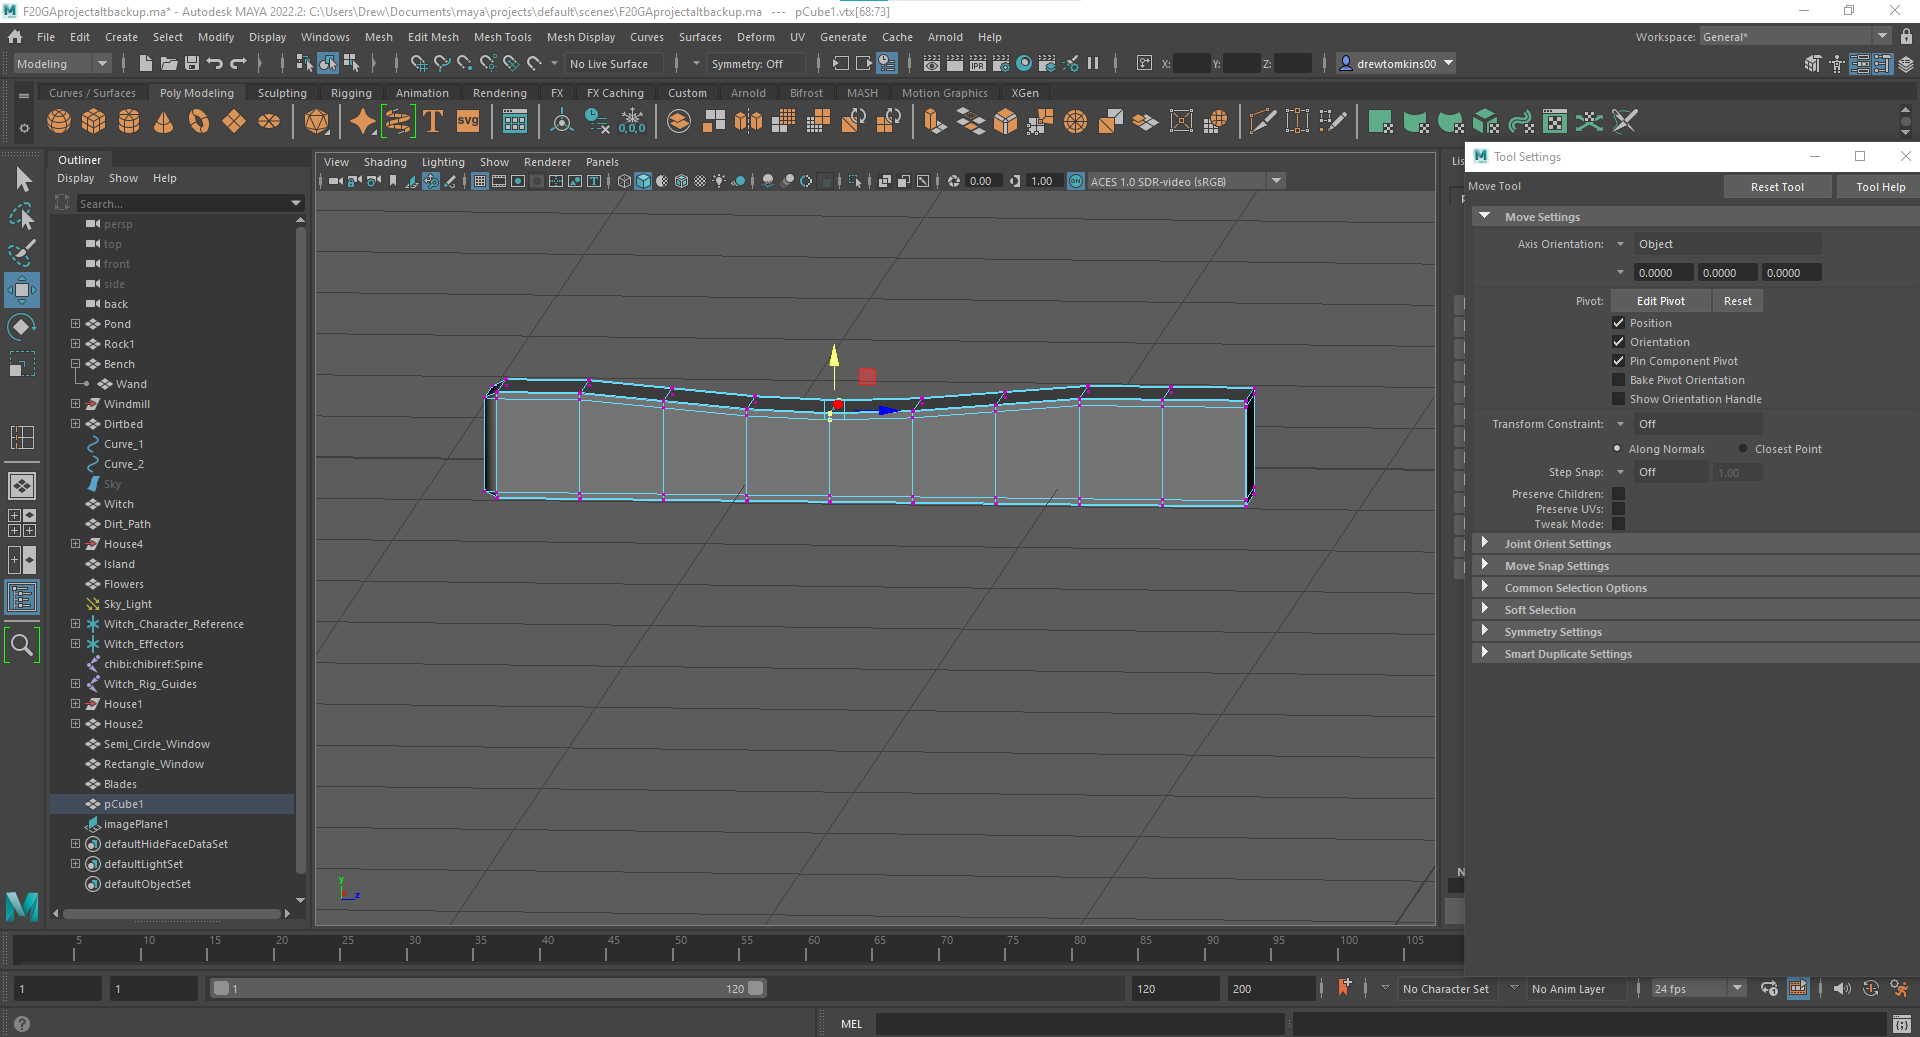 F20GAprojectaltbackup.ma* - Autodesk MAYA 2022.2: C:\Users\Drew\Documents\maya\projects\default\scenes\F20GAprojectaltbackup.ma --- pCube1.vtx[68:73]
File Edit Create Select Modify Display Windows Mesh Edit Mesh Mesh Tools Mesh Display Curves Surfaces Deform UV Generate Cache Arnold Help
Workspace: General*
Modeling No Live Surface Symmetry: Off X: Y: Z: drewtomkins00
Curves / Surfaces Poly Modeling Sculpting Rigging Animation Rendering FX FX Caching Custom Arnold Bifrost MASH Motion Graphics XGen
T svg 0,0,0
Outliner
Display Show Help
Search...
persp
top
front
side
back
Pond
Rock1
Bench
Wand
Windmill
Dirtbed
Curve_1
Curve_2
Sky
Witch
Dirt_Path
House4
Island
Flowers
Sky_Light
Witch_Character_Reference
Witch_Effectors
chibi:chibiref:Spine
Witch_Rig_Guides
House1
House2
Semi_Circle_Window
Rectangle_Window
Blades
pCube1
imagePlane1
defaultHideFaceDataSet
defaultLightSet
defaultObjectSet
View Shading Lighting Show Renderer Panels
0.00 1.00 ACES 1.0 SDR-video (sRGB)
y
z
Lis
N
Tool Settings
Move Tool Reset Tool Tool Help
Move Settings
Axis Orientation: Object
0.0000 0.0000 0.0000
Pivot: Edit Pivot Reset
Position
Orientation
Pin Component Pivot
Bake Pivot Orientation
Show Orientation Handle
Transform Constraint: Off
Along Normals Closest Point
Step Snap: Off 1.00
Preserve Children:
Preserve UVs:
Tweak Mode:
Joint Orient Settings
Move Snap Settings
Common Selection Options
Soft Selection
Symmetry Settings
Smart Duplicate Settings
5 10 15 20 25 30 35 40 45 50 55 60 65 70 75 80 85 90 95 100 105
1 1 1 120 120 200 No Character Set No Anim Layer 24 fps
MEL